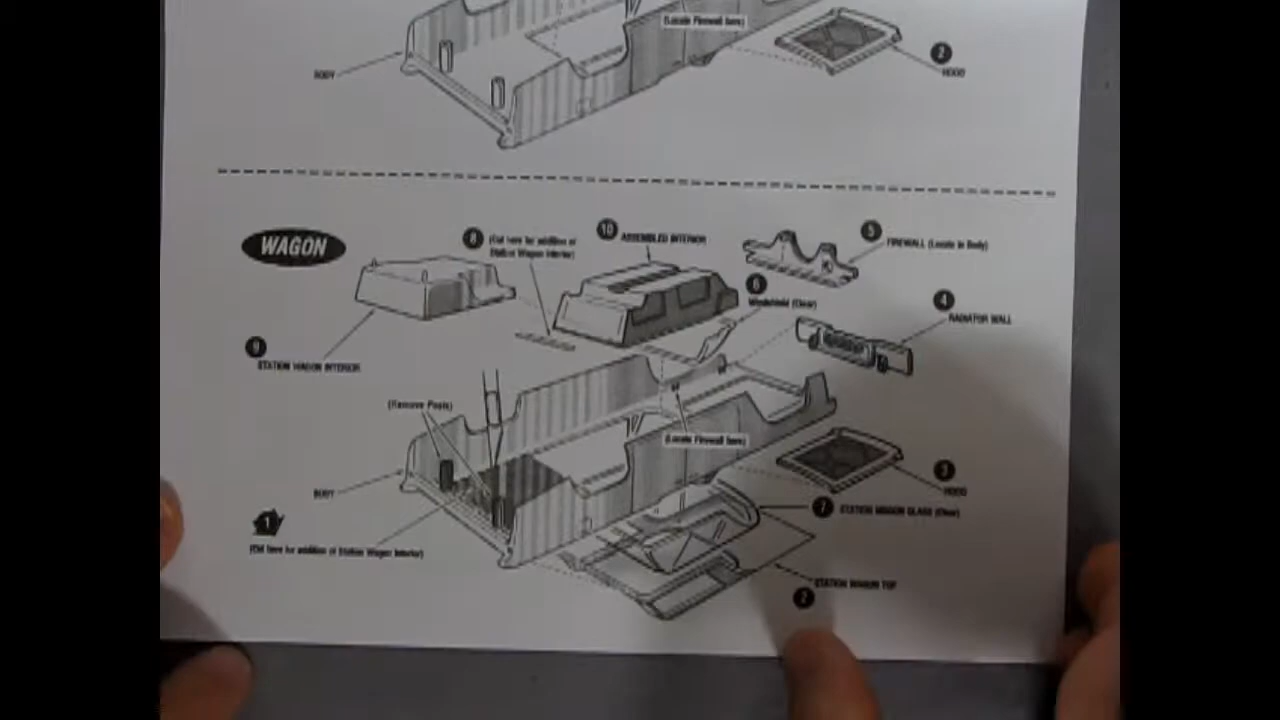 (Locate Firewall here)
2
HOOD
BODY
WAGON
8
(Cut here for addition of
Station Wagon Interior)
10
ASSEMBLED INTERIOR
5
FIREWALL (Locate in Body)
6
Windshield (Clear)
4
RADIATOR WALL
9
STATION WAGON INTERIOR
(Remove Posts)
(Locate Firewall here)
3
HOOD
BODY
7
STATION WAGON GLASS (Clear)
1
(Cut here for addition of Station Wagon Interior)
STATION WAGON TOP
2